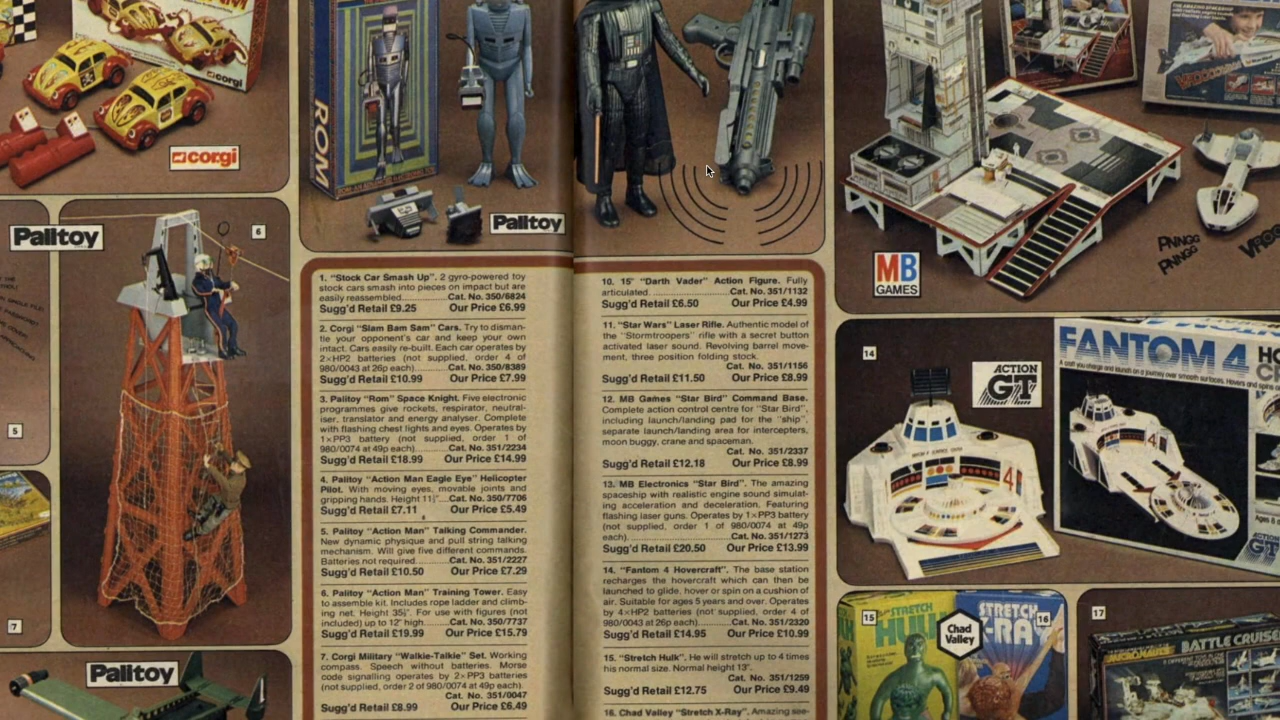 corgi
ROM
Palitoy
MB
GAMES
PNNGG
PNNGG
Palitoy
6
5
7
Palitoy
1. "Stock Car Smash Up". 2 gyro-powered toy
stock cars smash into pieces on impact but are
easily reassembled..............Cat. No. 350/6824
Sugg'd Retail £9.25 Our Price £6.99
2. Corgi "Slam Bam Sam" Cars. Try to disman-
tle your opponent's car and keep your own
intact. Cars easily re-built. Each car operates by
2×HP2 batteries (not supplied, order 4 of
980/0043 at 26p each)..........Cat. No. 350/8389
Sugg'd Retail £10.99 Our Price £7.99
3. Palitoy "Rom" Space Knight. Five electronic
programmes give rockets, respirator, neutral-
iser, translator and energy analyser. Complete
with flashing chest lights and eyes. Operates by
1×PP3 battery (not supplied, order 1 of
980/0074 at 49p each)..........Cat. No. 351/2234
Sugg'd Retail £18.99 Our Price £14.99
4. Palitoy "Action Man Eagle Eye" Helicopter
Pilot. With moving eyes, movable joints and
gripping hands. Height 11½"....Cat. No. 350/7706
Sugg'd Retail £7.11 Our Price £5.49
5. Palitoy "Action Man" Talking Commander.
New dynamic physique and pull string talking
mechanism. Will give five different commands.
Batteries not required............Cat. No. 351/2227
Sugg'd Retail £10.50 Our Price £7.29
6. Palitoy "Action Man" Training Tower. Easy
to assemble kit. Includes rope ladder and climb-
ing net. Height 35½". For use with figures (not
included) up to 12" high........Cat. No. 350/7737
Sugg'd Retail £19.99 Our Price £15.79
7. Corgi Military "Walkie-Talkie" Set. Working
compass. Speech without batteries. Morse
code signalling operates by 2×PP3 batteries
(not supplied, order 2 of 980/0074 at 49p each).
Cat. No. 351/0047
Sugg'd Retail £8.99 Our Price £6.49
10. 15" "Darth Vader" Action Figure. Fully
articulated..............................Cat. No. 351/1132
Sugg'd Retail £6.50 Our Price £4.99
11. "Star Wars" Laser Rifle. Authentic model of
the "Stormtroopers" rifle with a secret button
activated laser sound. Revolving barrel move-
ment, three position folding stock.
Cat. No. 351/1156
Sugg'd Retail £11.50 Our Price £8.99
12. MB Games "Star Bird" Command Base.
Complete action control centre for "Star Bird",
including launch/landing pad for the "ship",
separate launch/landing area for intercepters,
moon buggy, crane and spaceman.
Cat. No. 351/2337
Sugg'd Retail £12.18 Our Price £8.99
13. MB Electronics "Star Bird". The amazing
spaceship with realistic engine sound simulat-
ing acceleration and deceleration. Featuring
flashing laser guns. Operates by 1×PP3 battery
(not supplied, order 1 of 980/0074 at 49p
each)......................................Cat. No. 351/1273
Sugg'd Retail £20.50 Our Price £13.99
14. "Fantom 4 Hovercraft". The base station
recharges the hovercraft which can then be
launched to glide, hover or spin on a cushion of
air. Suitable for ages 5 years and over. Operates
by 4×HP2 batteries (not supplied, order 4 of
980/0043 at 26p each)...........Cat. No. 351/2320
Sugg'd Retail £14.95 Our Price £10.99
15. "Stretch Hulk". He will stretch up to 4 times
his normal size. Normal height 13".
Cat. No. 351/1259
Sugg'd Retail £12.75 Our Price £9.49
16. Chad Valley "Stretch X-Ray". Amazing see-
14
ACTION
GT
FANTOM 4
4
15
STRETCH
HULK
Chad
Valley
STRETCH
X-RAY
16
17
BATTLE CRUISE